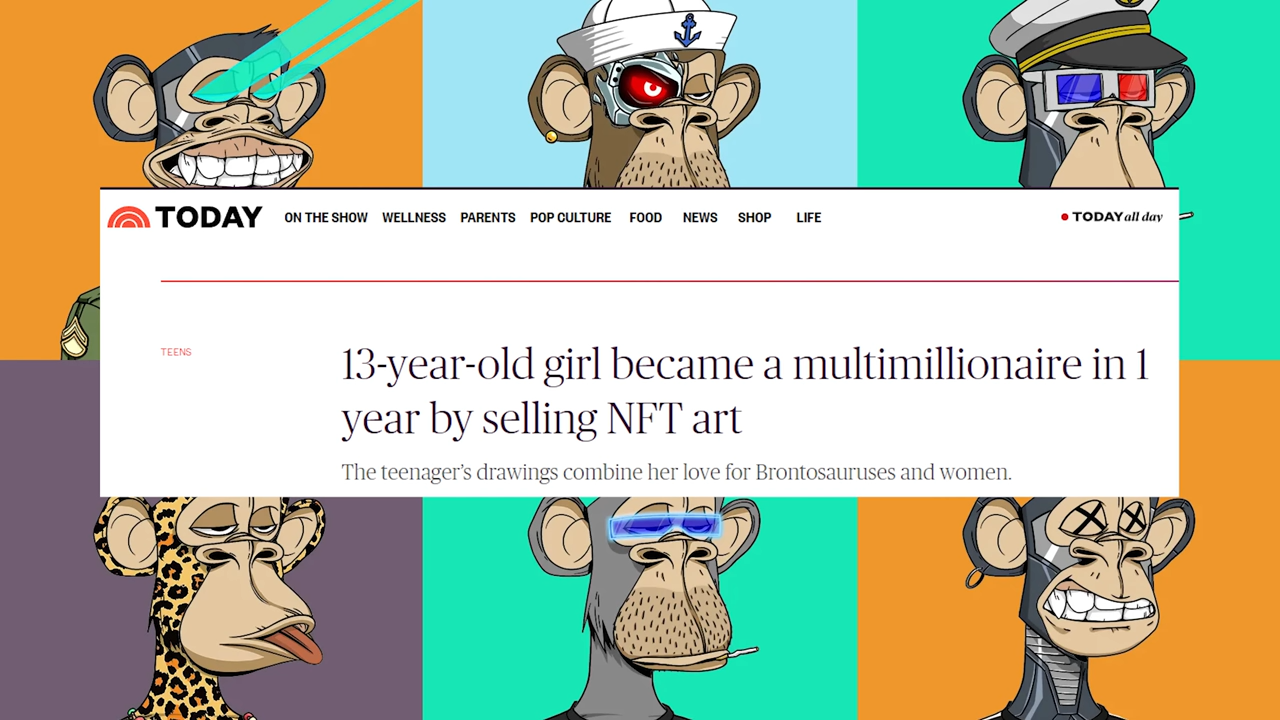 TODAY ON THE SHOW WELLNESS PARENTS POP CULTURE FOOD NEWS SHOP LIFE TODAY all day
TEENS
13-year-old girl became a multimillionaire in 1
year by selling NFT art
The teenager's drawings combine her love for Brontosauruses and women.